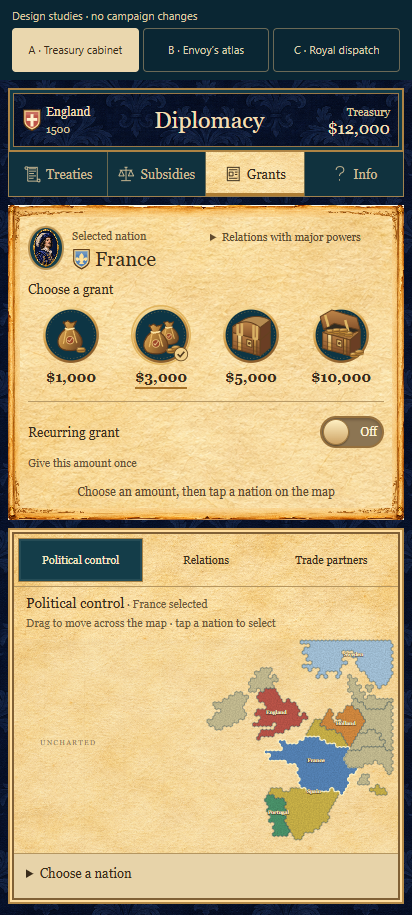 Design studies · no campaign changes
A · Treasury cabinet
B · Envoy's atlas
C · Royal dispatch
England
1500
Diplomacy
Treasury
$12,000
Treaties
Subsidies
Grants
? Info
Selected nation
France
▶ Relations with major powers
Choose a grant
$1,000
$3,000
$5,000
$10,000
Recurring grant
Off
Give this amount once
Choose an amount, then tap a nation on the map
Political control
Relations
Trade partners
Political control · France selected
Drag to move across the map · tap a nation to select
Sweden
England
Holland
UNCHARTED
France
Portugal
▶ Choose a nation